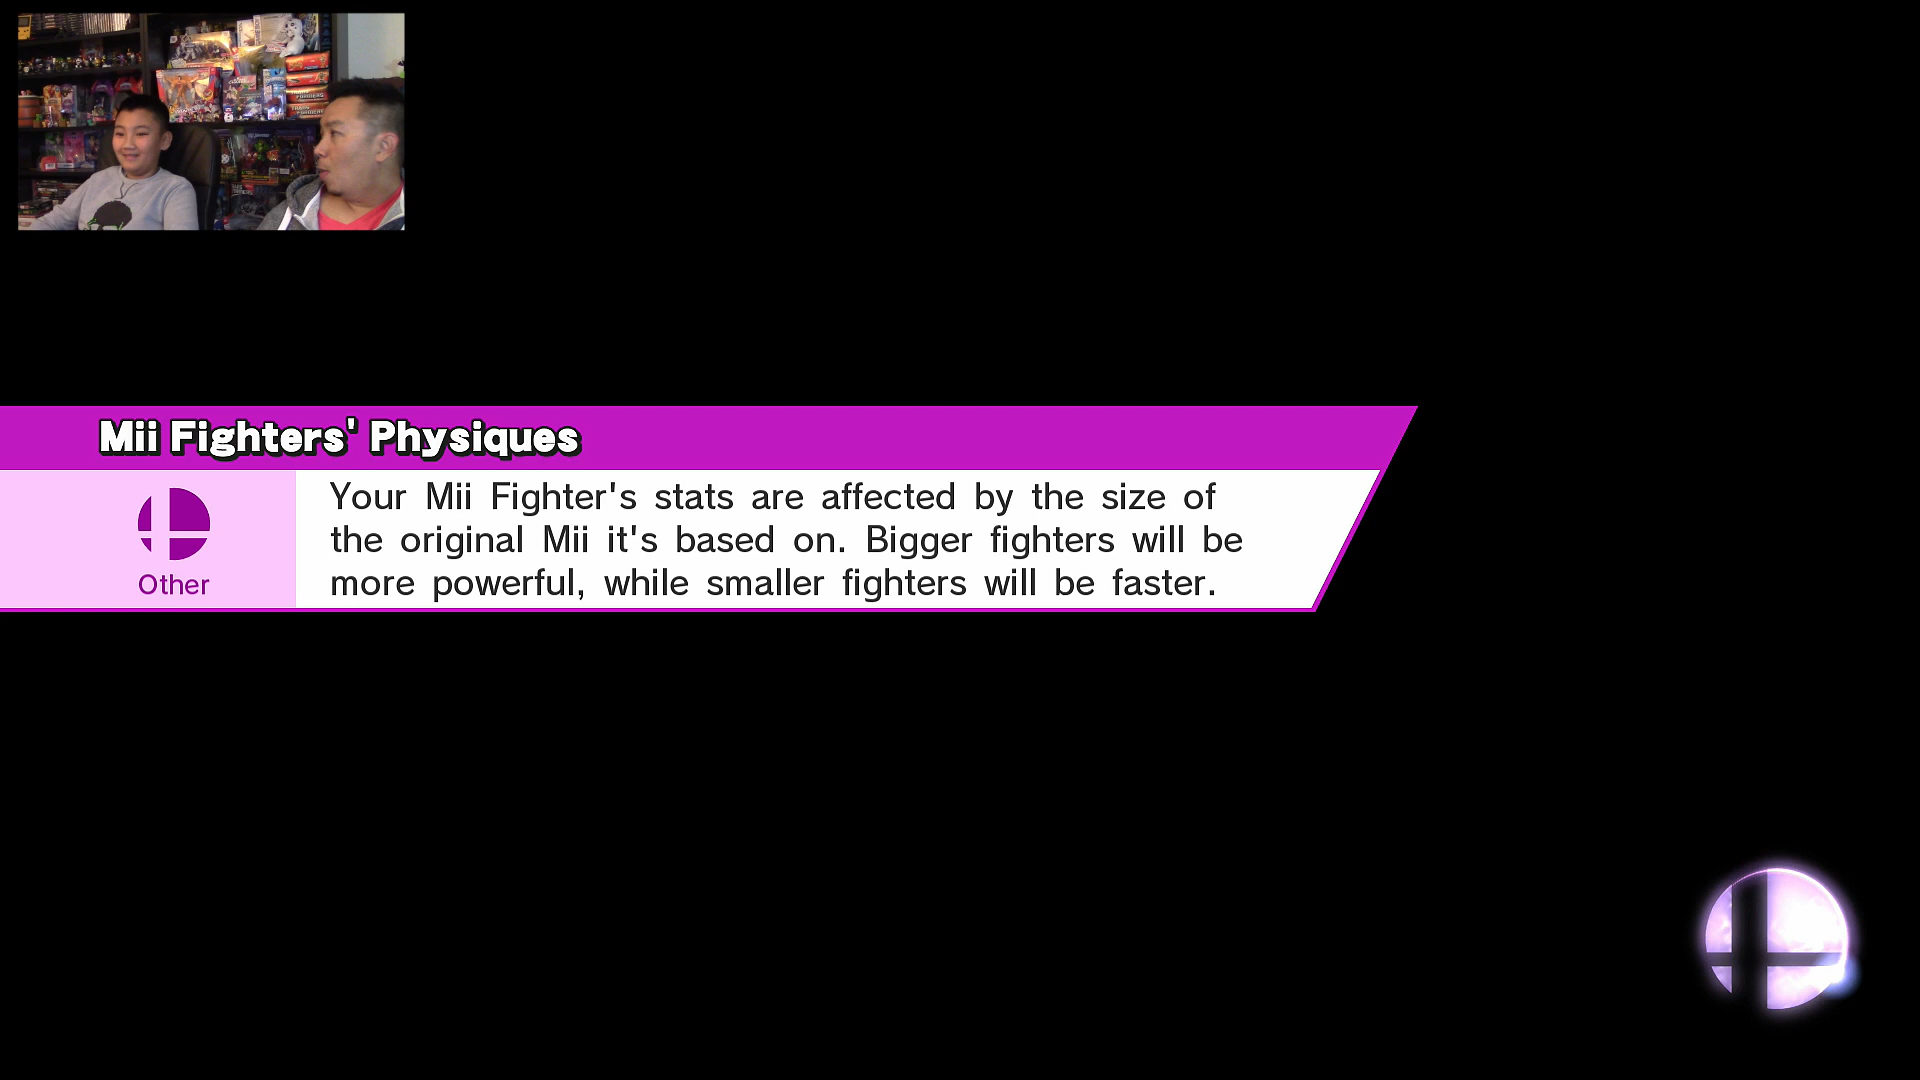 Mii Fighters' Physiques
Your Mii Fighter's stats are affected by the size of
the original Mii it's based on. Bigger fighters will be
more powerful, while smaller fighters will be faster.
Other